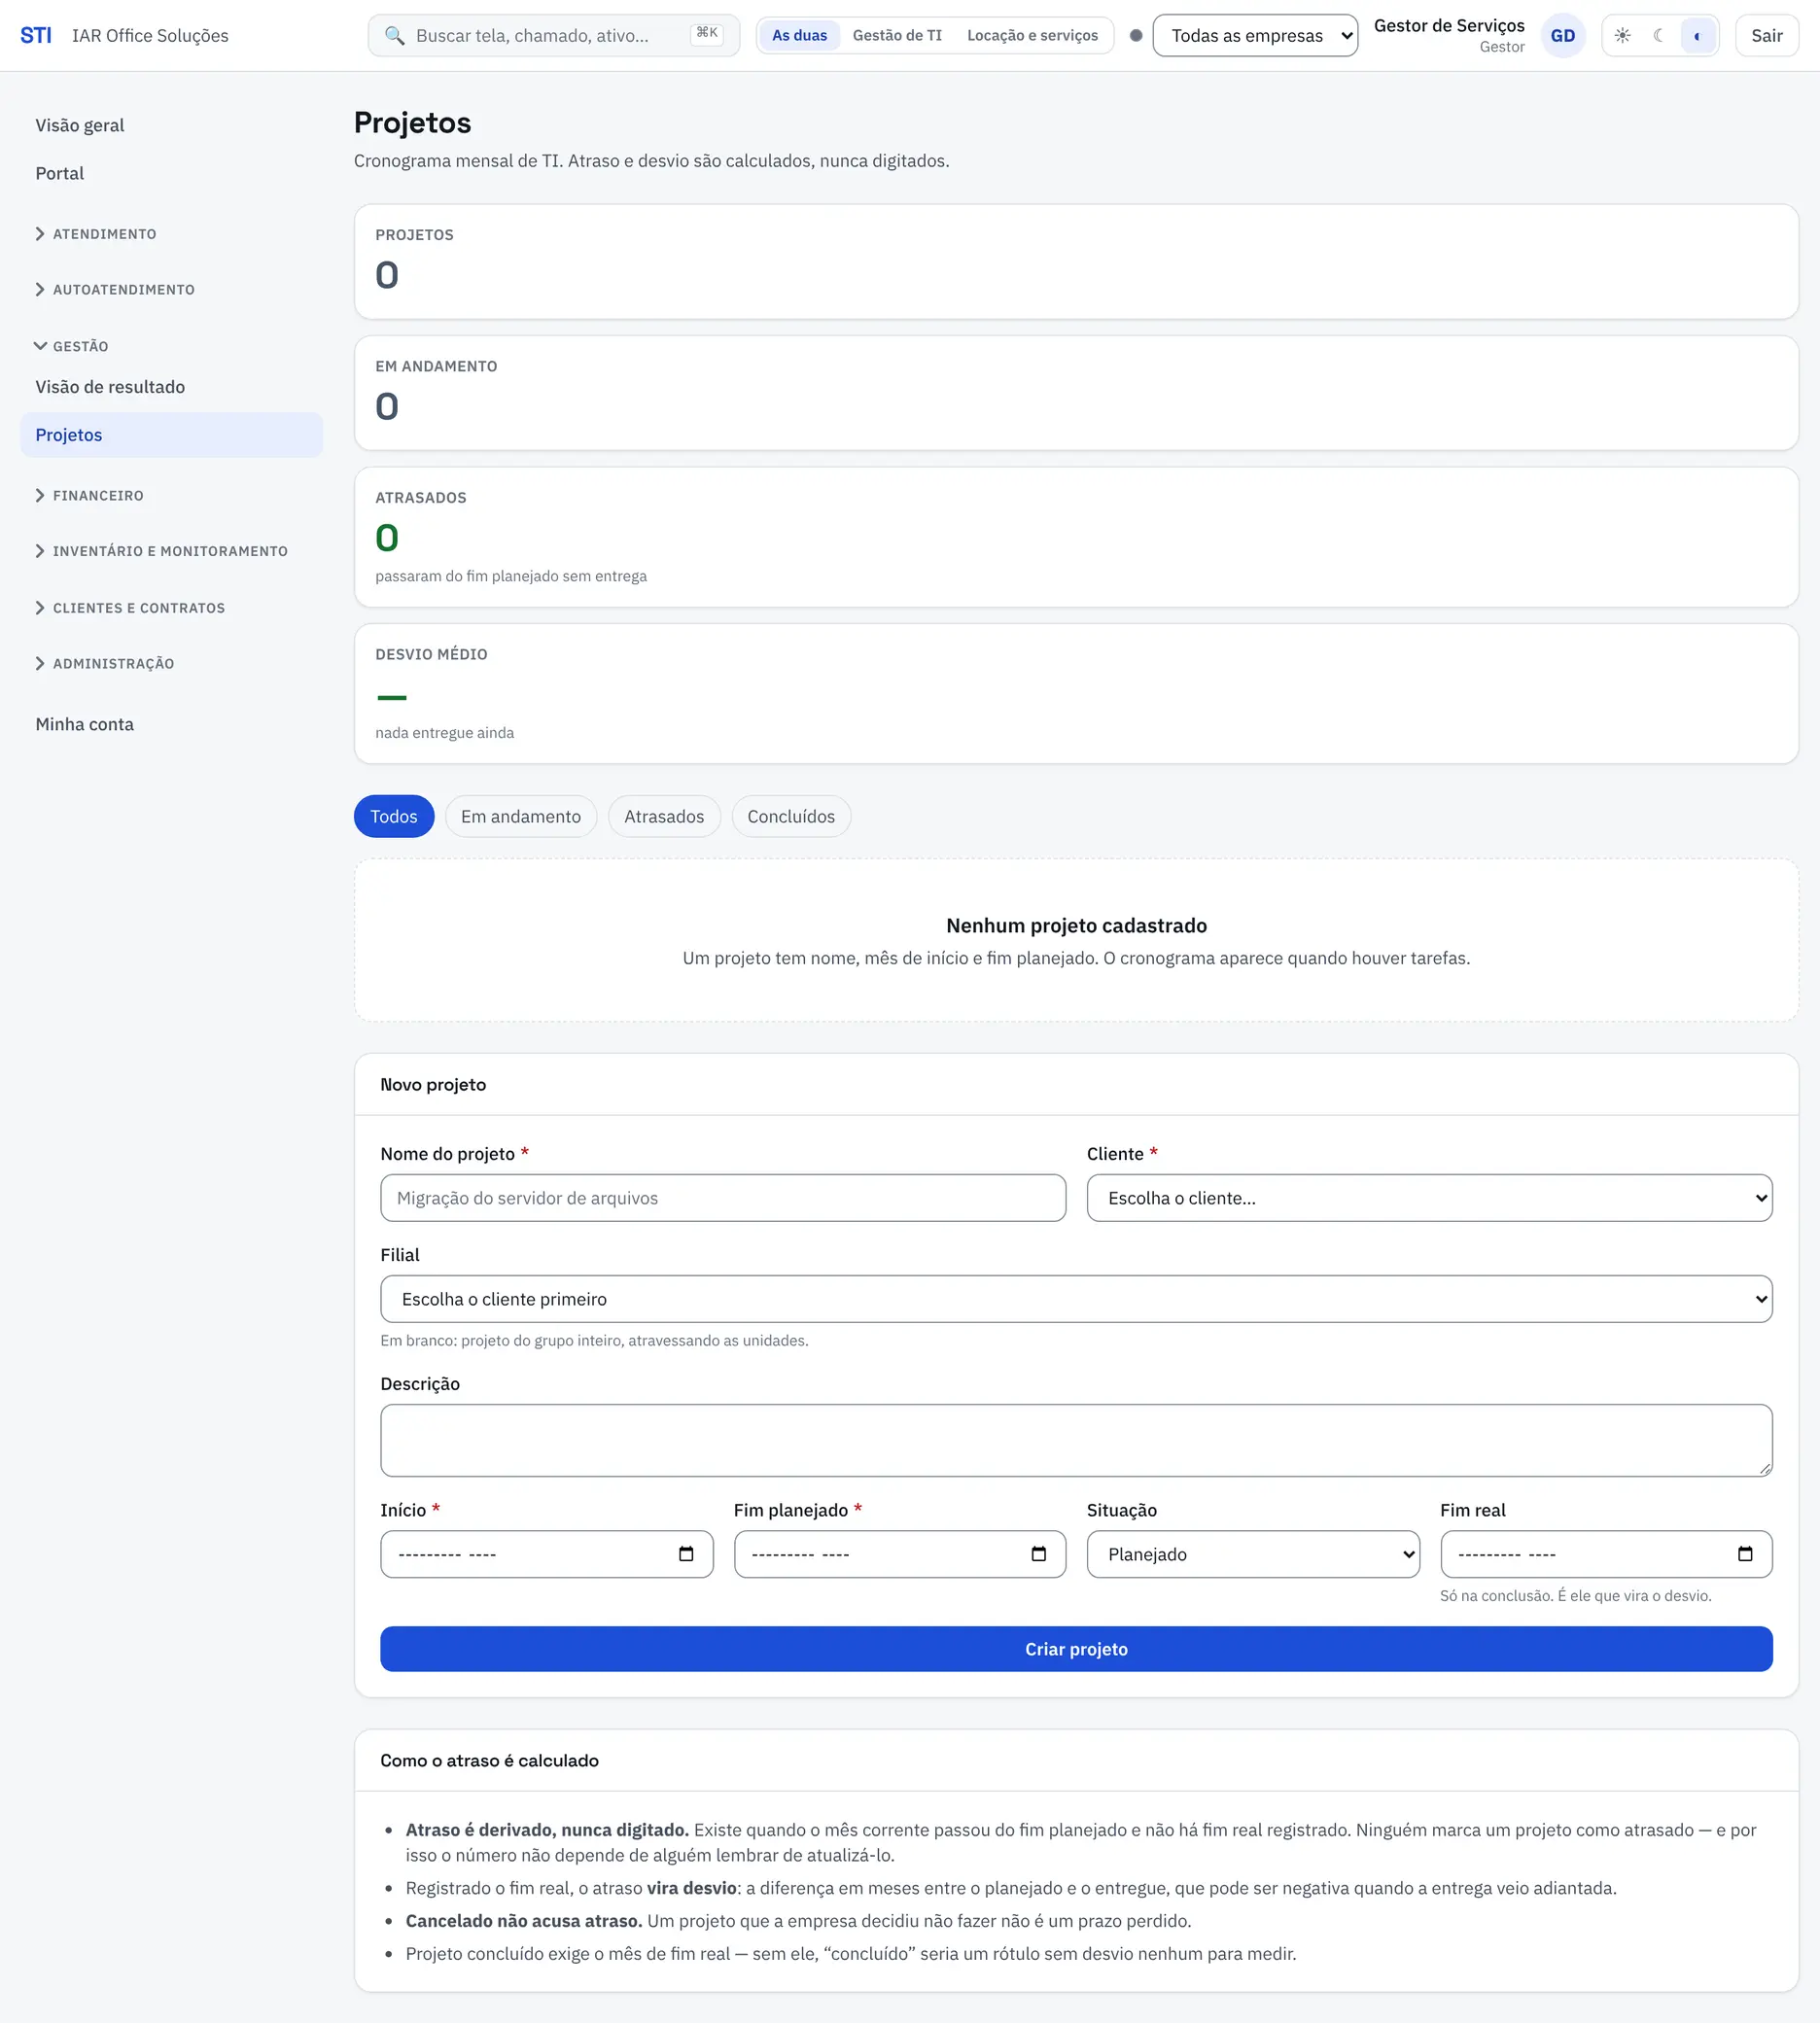 STI IAR Office Soluções
Buscar tela, chamado, ativo... ⌘K
As duas Gestão de TI Locação e serviços
Todas as empresas
Gestor de Serviços
Gestor
GD
Sair
Visão geral
Portal
ATENDIMENTO
AUTOATENDIMENTO
GESTÃO
Visão de resultado
Projetos
FINANCEIRO
INVENTÁRIO E MONITORAMENTO
CLIENTES E CONTRATOS
ADMINISTRAÇÃO
Minha conta
Projetos
Cronograma mensal de TI. Atraso e desvio são calculados, nunca digitados.
PROJETOS
0
EM ANDAMENTO
0
ATRASADOS
0
passaram do fim planejado sem entrega
DESVIO MÉDIO
—
nada entregue ainda
Todos Em andamento Atrasados Concluídos
Nenhum projeto cadastrado
Um projeto tem nome, mês de início e fim planejado. O cronograma aparece quando houver tarefas.
Novo projeto
Nome do projeto * Cliente *
Migração do servidor de arquivos Escolha o cliente...
Filial
Escolha o cliente primeiro
Em branco: projeto do grupo inteiro, atravessando as unidades.
Descrição
Início * Fim planejado * Situação Fim real
--------- ---- --------- ---- Planejado --------- ----
Só na conclusão. É ele que vira o desvio.
Criar projeto
Como o atraso é calculado
• Atraso é derivado, nunca digitado. Existe quando o mês corrente passou do fim planejado e não há fim real registrado. Ninguém marca um projeto como atrasado — e por
isso o número não depende de alguém lembrar de atualizá-lo.
• Registrado o fim real, o atraso vira desvio: a diferença em meses entre o planejado e o entregue, que pode ser negativa quando a entrega veio adiantada.
• Cancelado não acusa atraso. Um projeto que a empresa decidiu não fazer não é um prazo perdido.
• Projeto concluído exige o mês de fim real — sem ele, “concluído” seria um rótulo sem desvio nenhum para medir.